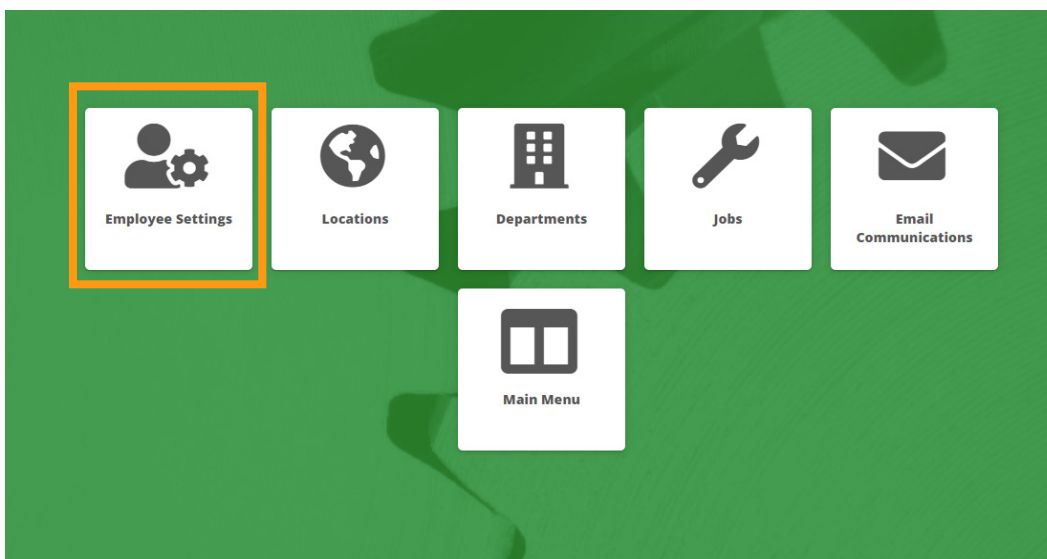 Employee Settings
Locations
Departments
Jobs
Email
Communications
Main Menu